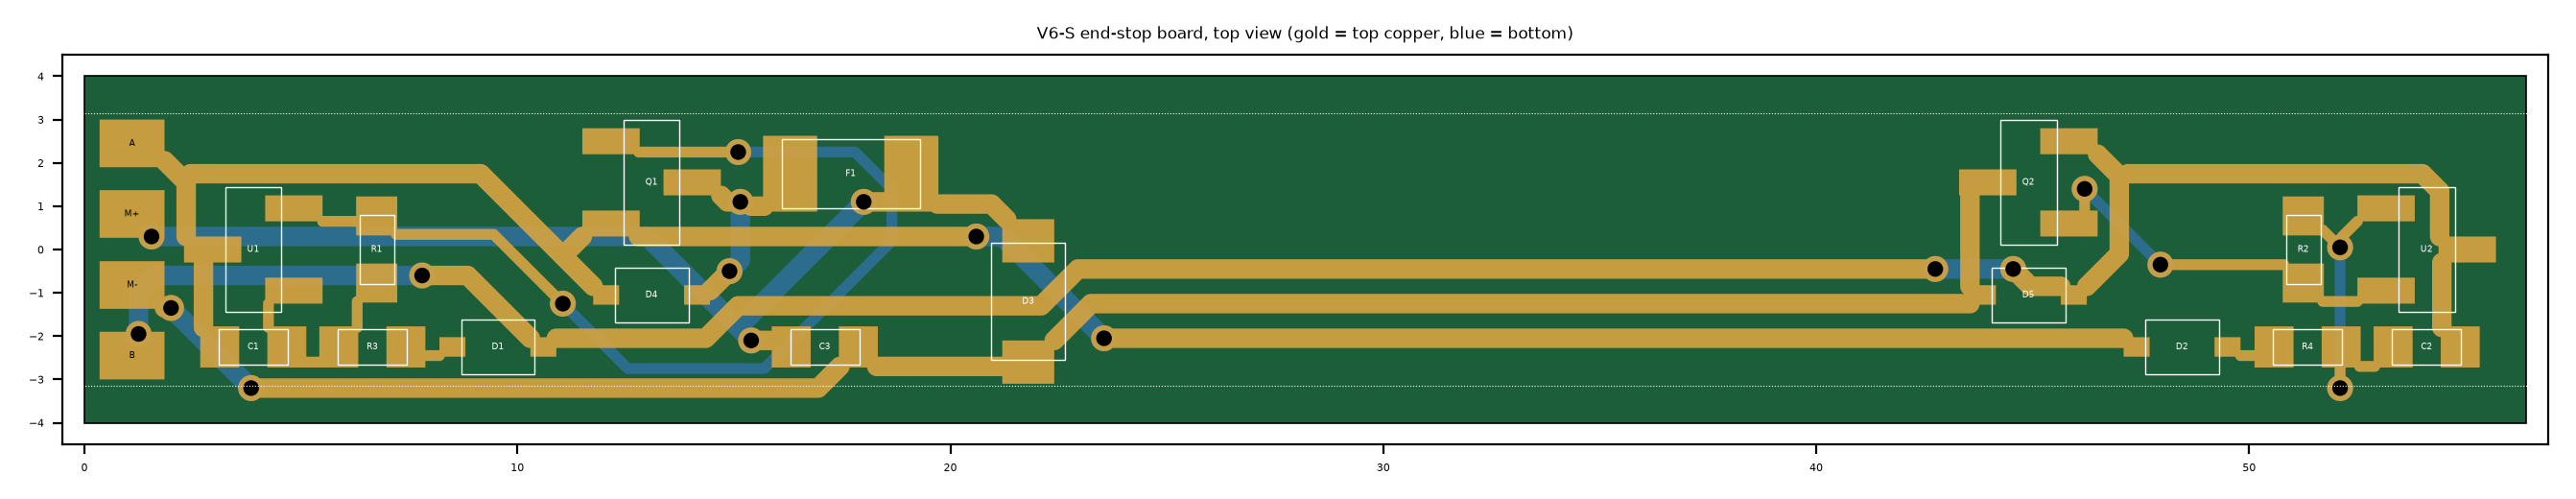 V6-S end-stop board, top view (gold = top copper, blue = bottom)
4
3
2
1
0
−1
−2
−3
−4
A
M+
M-
B
U1
R1
C1
R3
D1
Q1
D4
F1
C3
D3
Q2
D5
D2
R2
R4
U2
C2
0
10
20
30
40
50